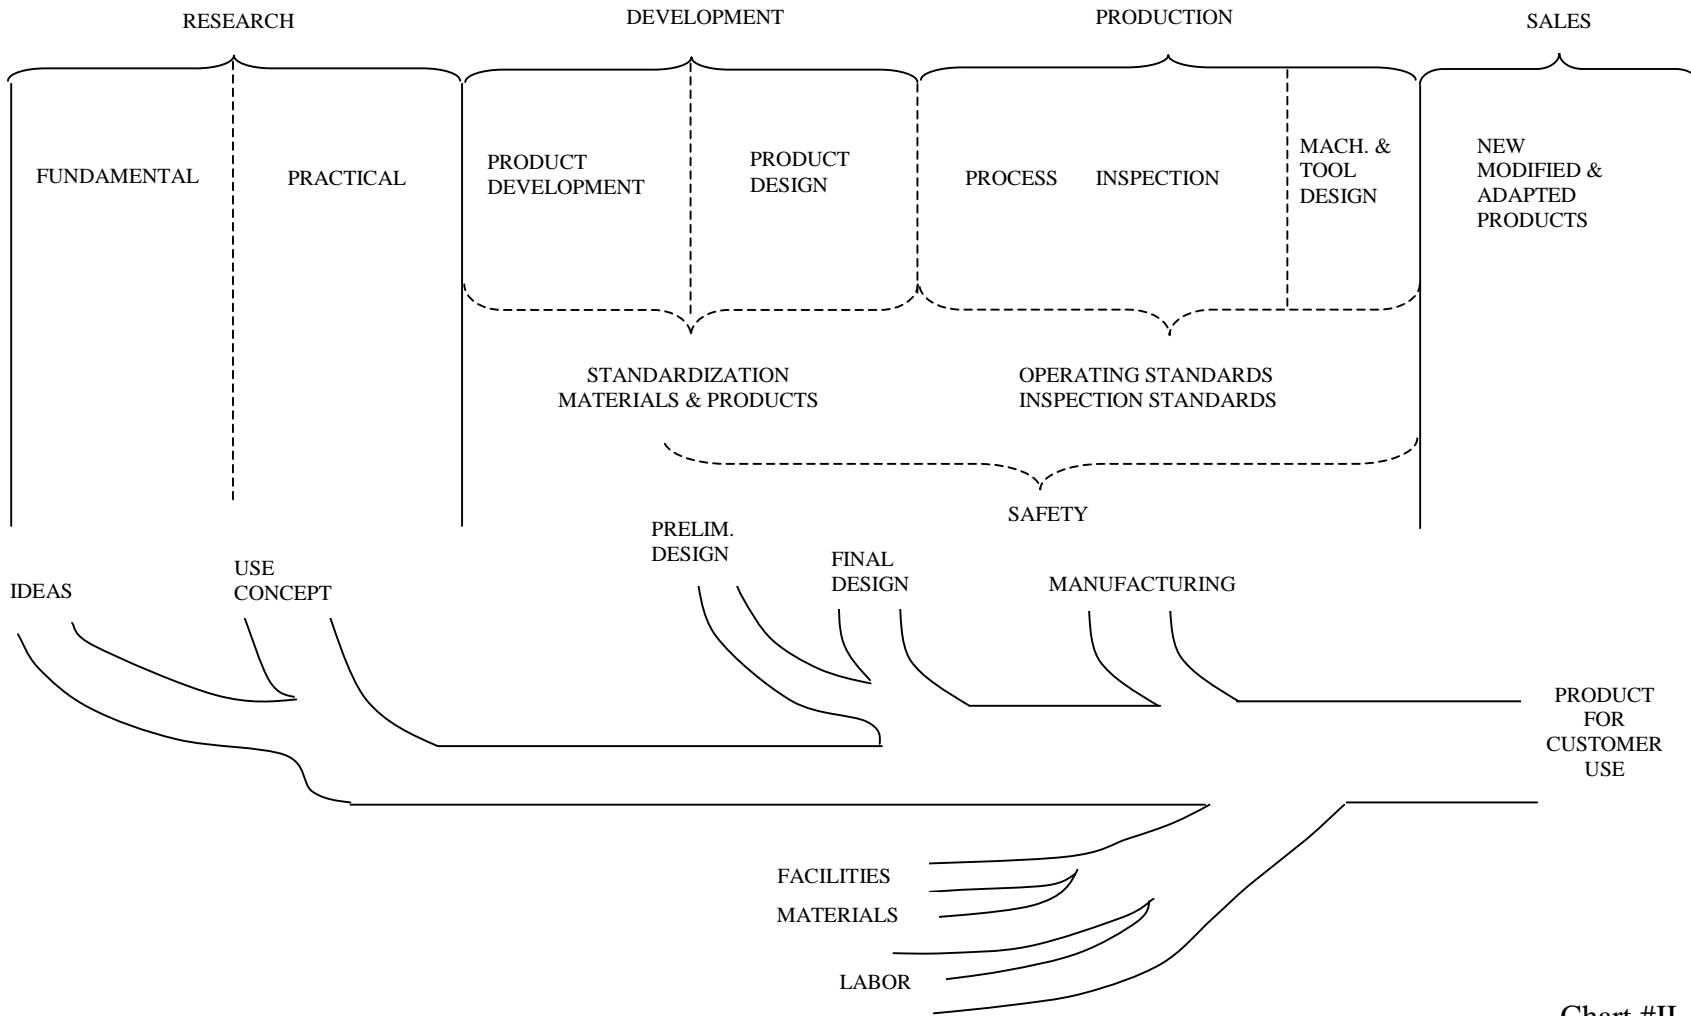 RESEARCH
DEVELOPMENT
PRODUCTION
SALES
FUNDAMENTAL
PRACTICAL
PRODUCT
DEVELOPMENT
PRODUCT
DESIGN
PROCESS
INSPECTION
MACH. &
TOOL
DESIGN
NEW
MODIFIED &
ADAPTED
PRODUCTS
STANDARDIZATION
MATERIALS & PRODUCTS
OPERATING STANDARDS
INSPECTION STANDARDS
SAFETY
IDEAS
USE
CONCEPT
PRELIM.
DESIGN
FINAL
DESIGN
MANUFACTURING
PRODUCT
FOR
CUSTOMER
USE
FACILITIES
MATERIALS
LABOR
Chart #II